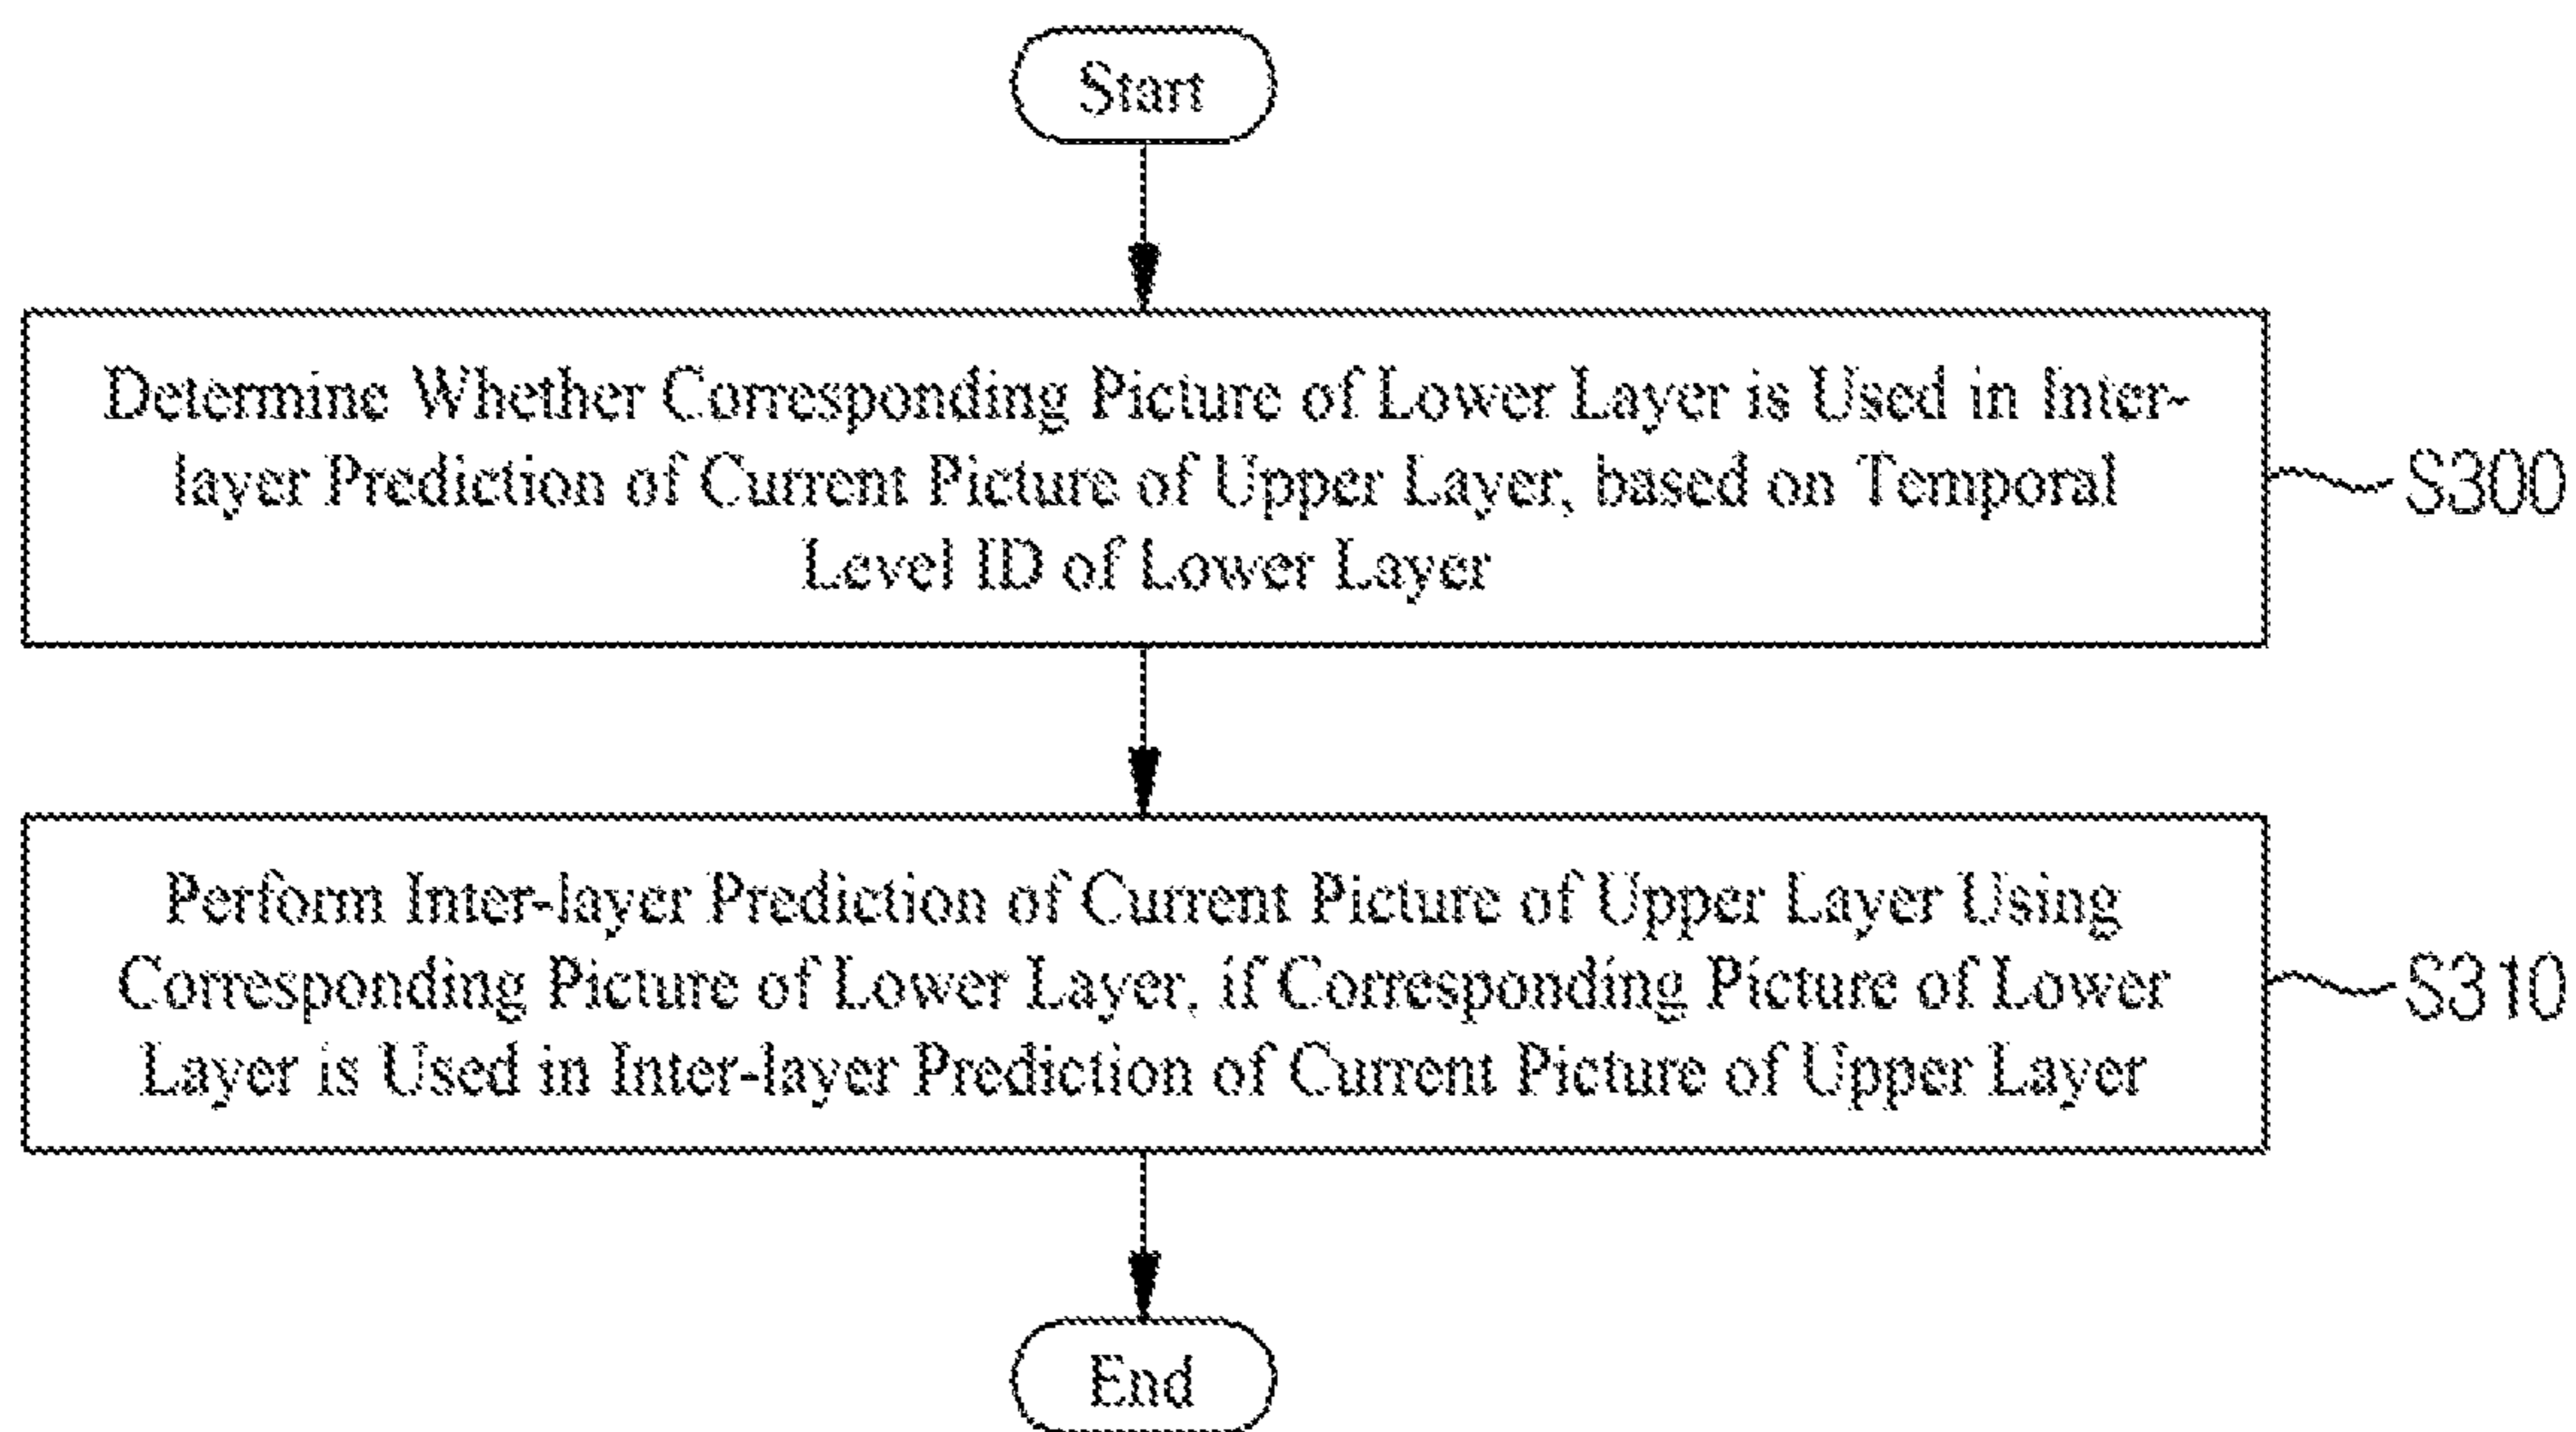 Start
Determine Whether Corresponding Picture of Lower Layer is Used in Inter-
layer Prediction of Current Picture of Upper Layer, based on Temporal
Level ID of Lower Layer
S300
Perform Inter-layer Prediction of Current Picture of Upper Layer Using
Corresponding Picture of Lower Layer, if Corresponding Picture of Lower
Layer is Used in Inter-layer Prediction of Current Picture of Upper Layer
S310
End